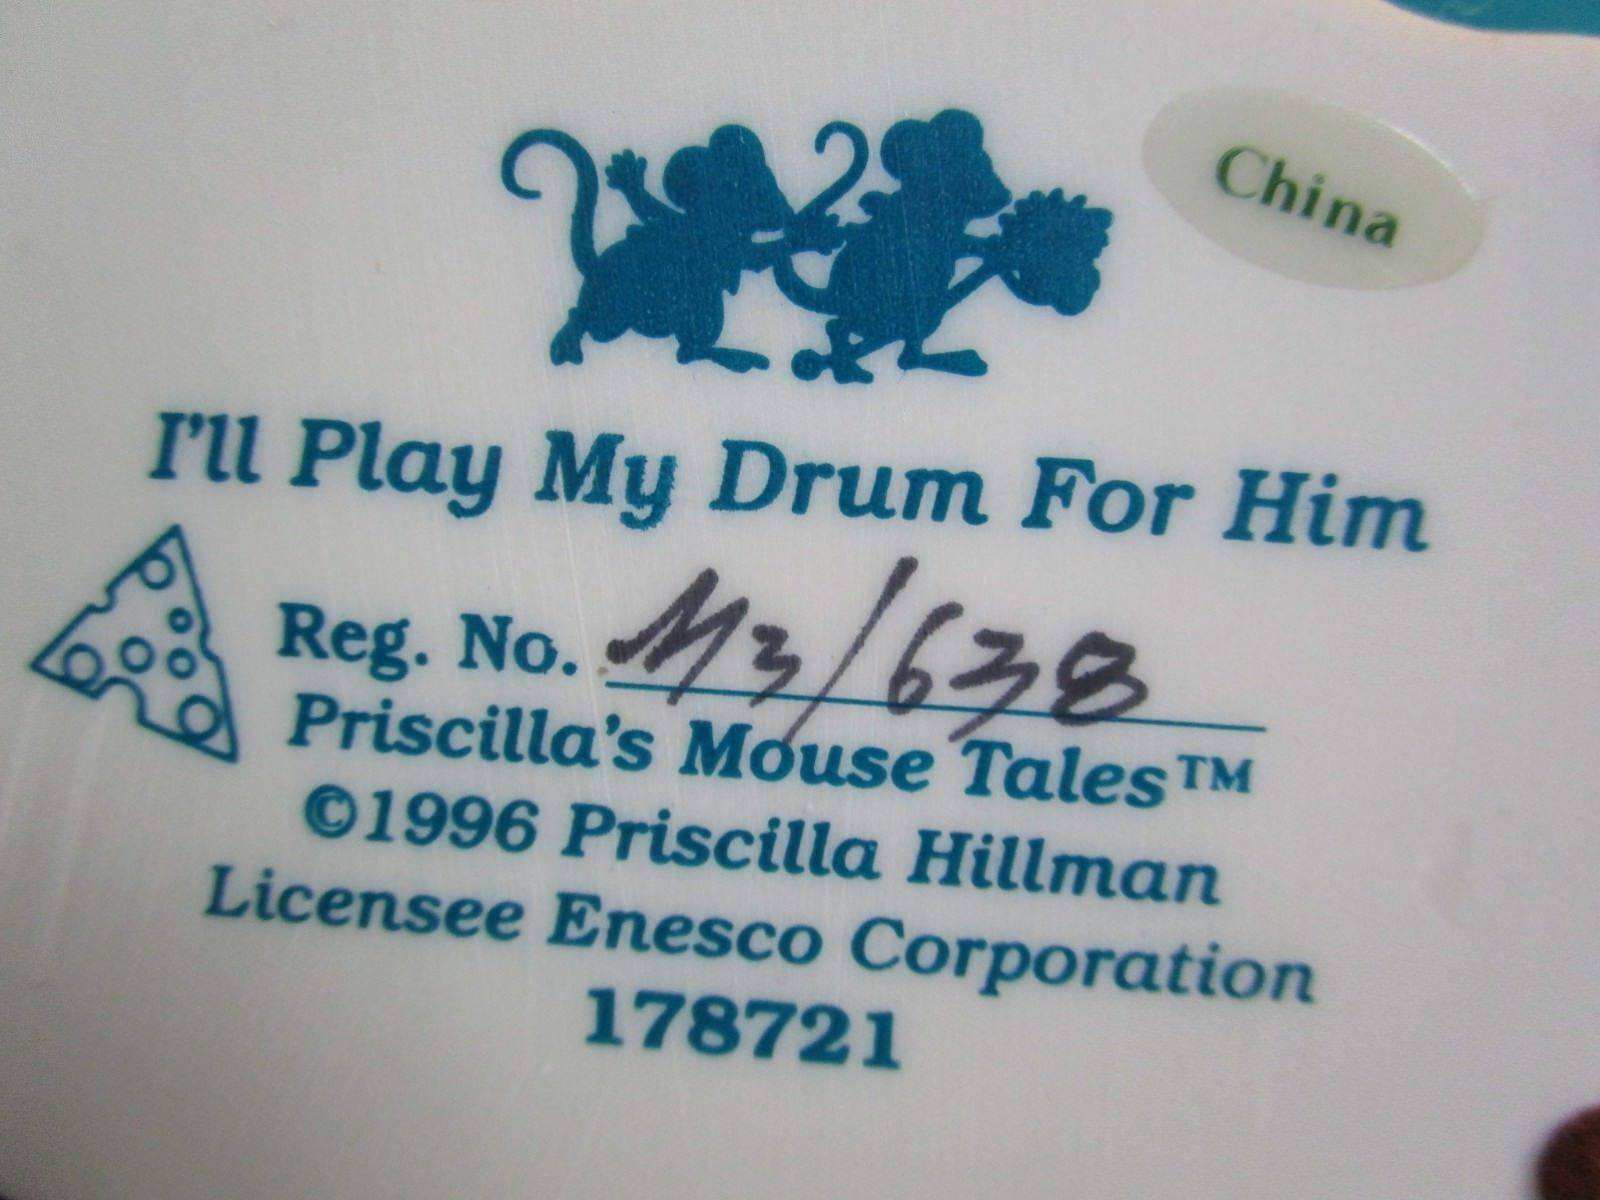 China
I'll Play My Drum For Him
Reg. No. M3/638
Priscilla's Mouse Tales™
©1996 Priscilla Hillman
Licensee Enesco Corporation
178721